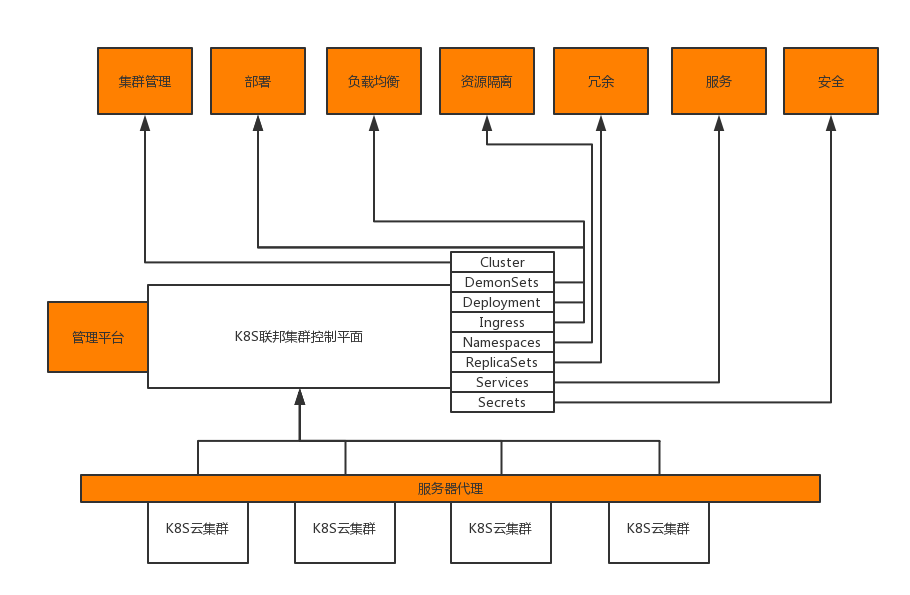 集群管理
部署
负载均衡
资源隔离
冗余
服务
安全
Cluster
DemonSets
Deployment
Ingress
Namespaces
ReplicaSets
Services
Secrets
管理平台
K8S联邦集群控制平面
服务器代理
K8S云集群
K8S云集群
K8S云集群
K8S云集群